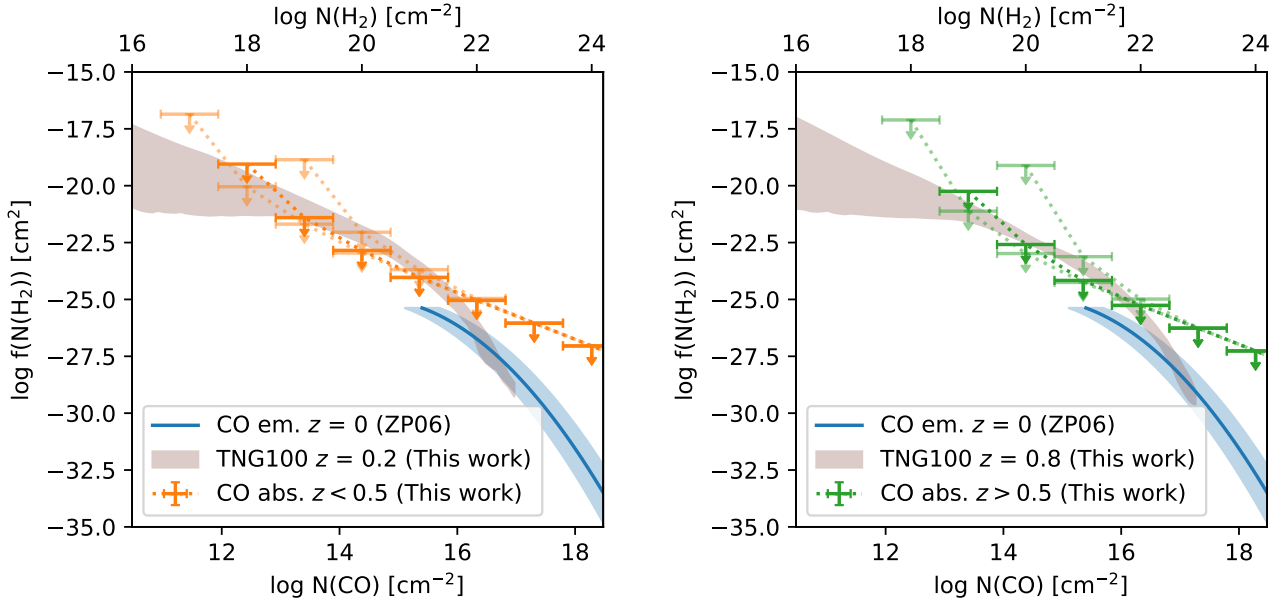 log N(H₂) [cm⁻²]
16 18 20 22 24
−15.0
−17.5
−20.0
−22.5
−25.0
−27.5
−30.0
−32.5
−35.0
log f(N(H₂)) [cm²]
CO em. z = 0 (ZP06)
TNG100 z = 0.2 (This work)
CO abs. z < 0.5 (This work)
12 14 16 18
log N(CO) [cm⁻²]
log N(H₂) [cm⁻²]
16 18 20 22 24
−15.0
−17.5
−20.0
−22.5
−25.0
−27.5
−30.0
−32.5
−35.0
log f(N(H₂)) [cm²]
CO em. z = 0 (ZP06)
TNG100 z = 0.8 (This work)
CO abs. z > 0.5 (This work)
12 14 16 18
log N(CO) [cm⁻²]